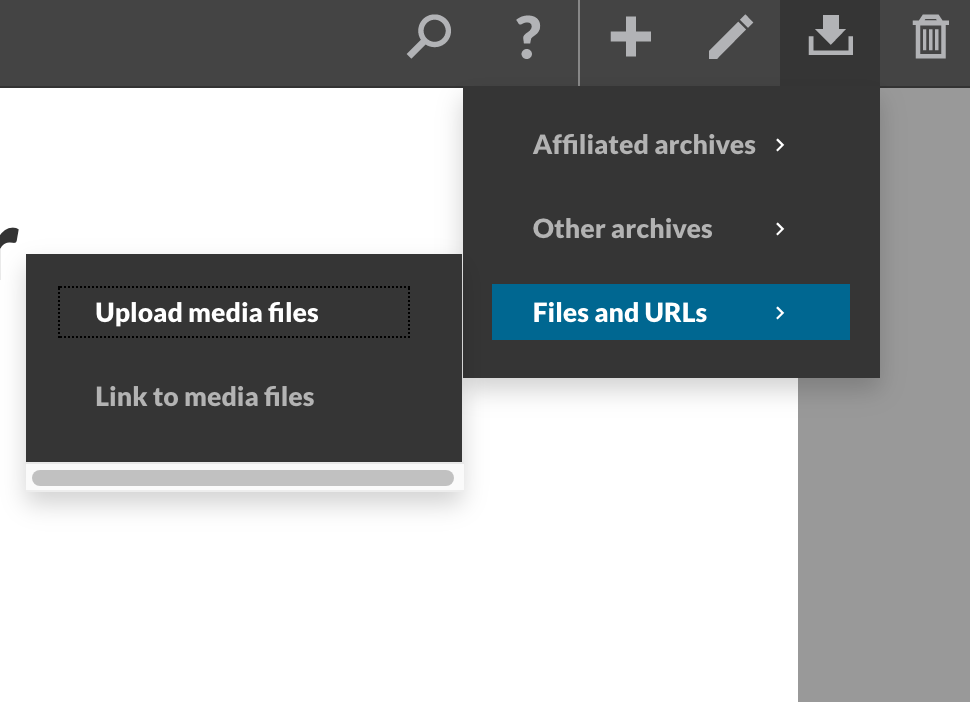 ?
Affiliated archives
Other archives
Files and URLs
Upload media files
Link to media files